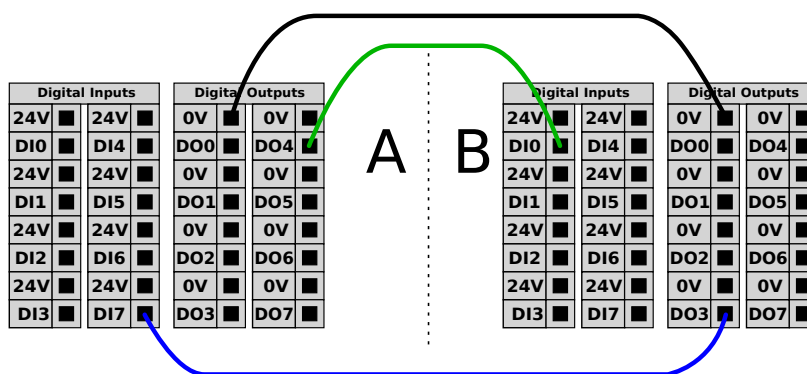 Digital Inputs Digital Outputs Digital Inputs Digital Outputs
24V 24V 0V 0V 24V 24V 0V 0V
DI0 DI4 DO0 DO4 A B DI0 DI4 DO0 DO4
24V 24V 0V 0V 24V 24V 0V 0V
DI1 DI5 DO1 DO5 DI1 DI5 DO1 DO5
24V 24V 0V 0V 24V 24V 0V 0V
DI2 DI6 DO2 DO6 DI2 DI6 DO2 DO6
24V 24V 0V 0V 24V 24V 0V 0V
DI3 DI7 DO3 DO7 DI3 DI7 DO3 DO7